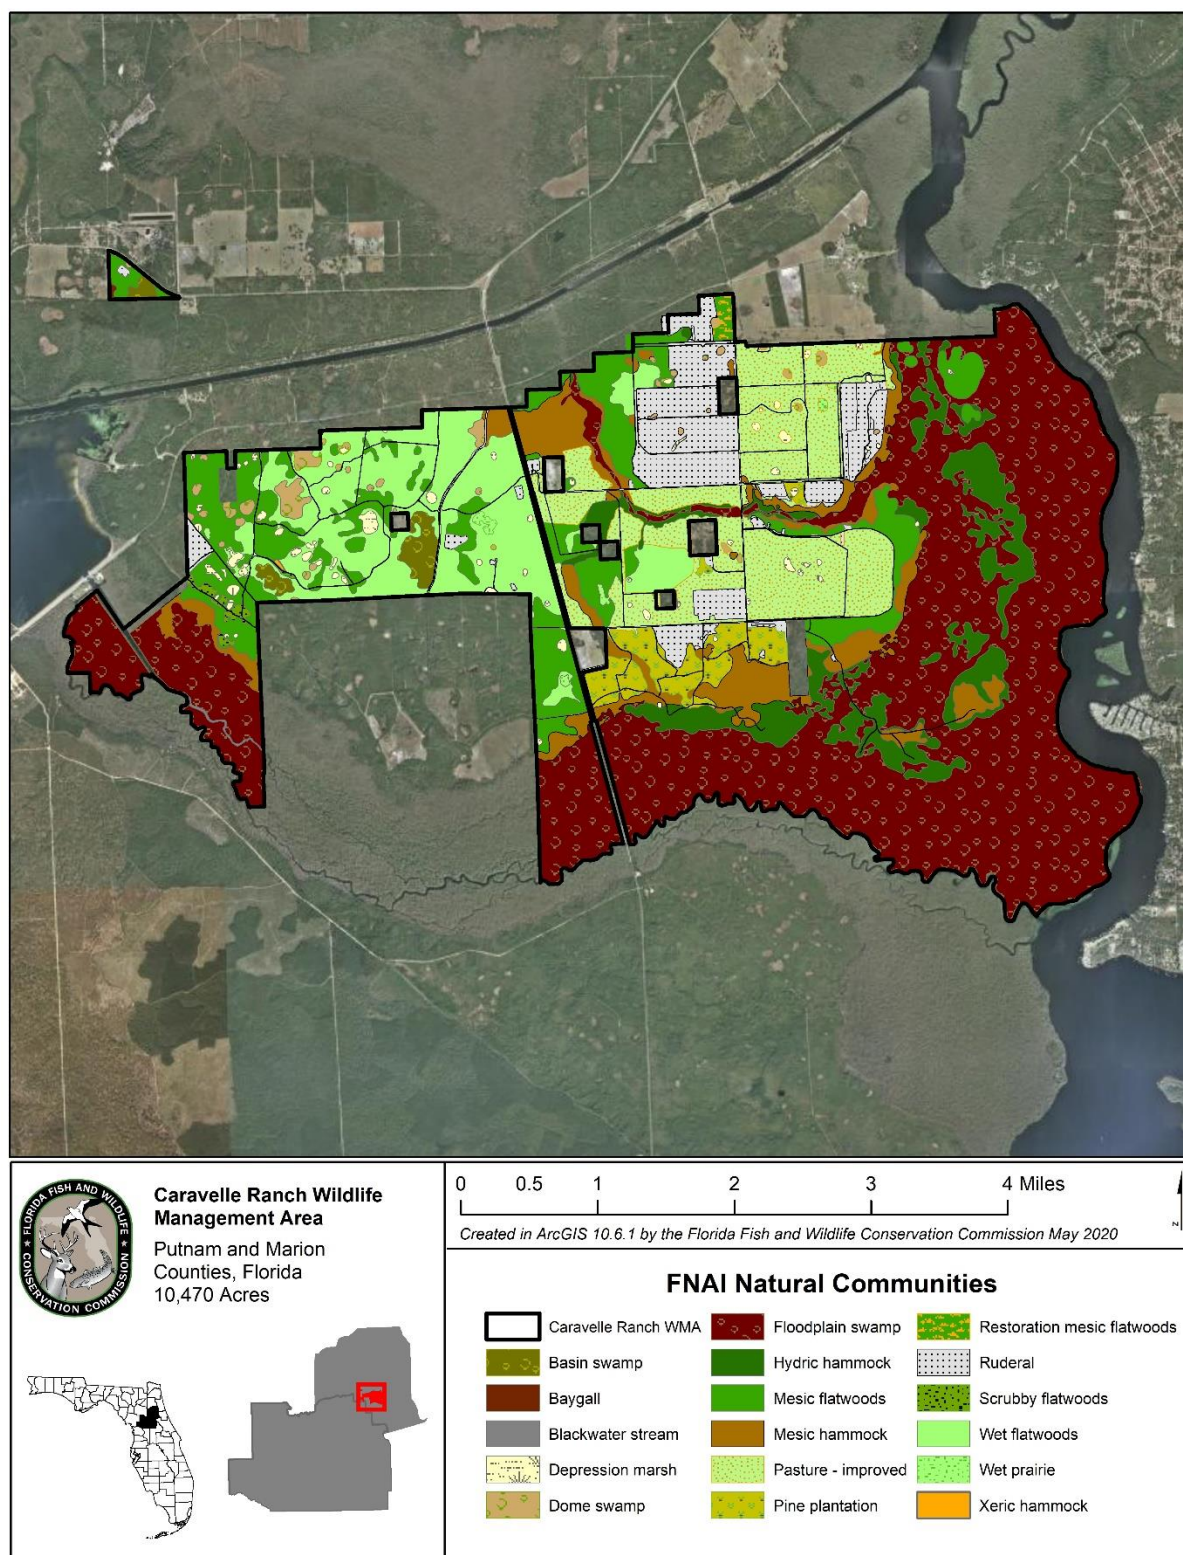 FLORIDA FISH AND WILDLIFE
CONSERVATION COMMISSION
Caravelle Ranch Wildlife
Management Area
Putnam and Marion
Counties, Florida
10,470 Acres
0 0.5 1 2 3 4 Miles
Created in ArcGIS 10.6.1 by the Florida Fish and Wildlife Conservation Commission May 2020
N
FNAI Natural Communities
Caravelle Ranch WMA
Basin swamp
Baygall
Blackwater stream
Depression marsh
Dome swamp
Floodplain swamp
Hydric hammock
Mesic flatwoods
Mesic hammock
Pasture - improved
Pine plantation
Restoration mesic flatwoods
Ruderal
Scrubby flatwoods
Wet flatwoods
Wet prairie
Xeric hammock